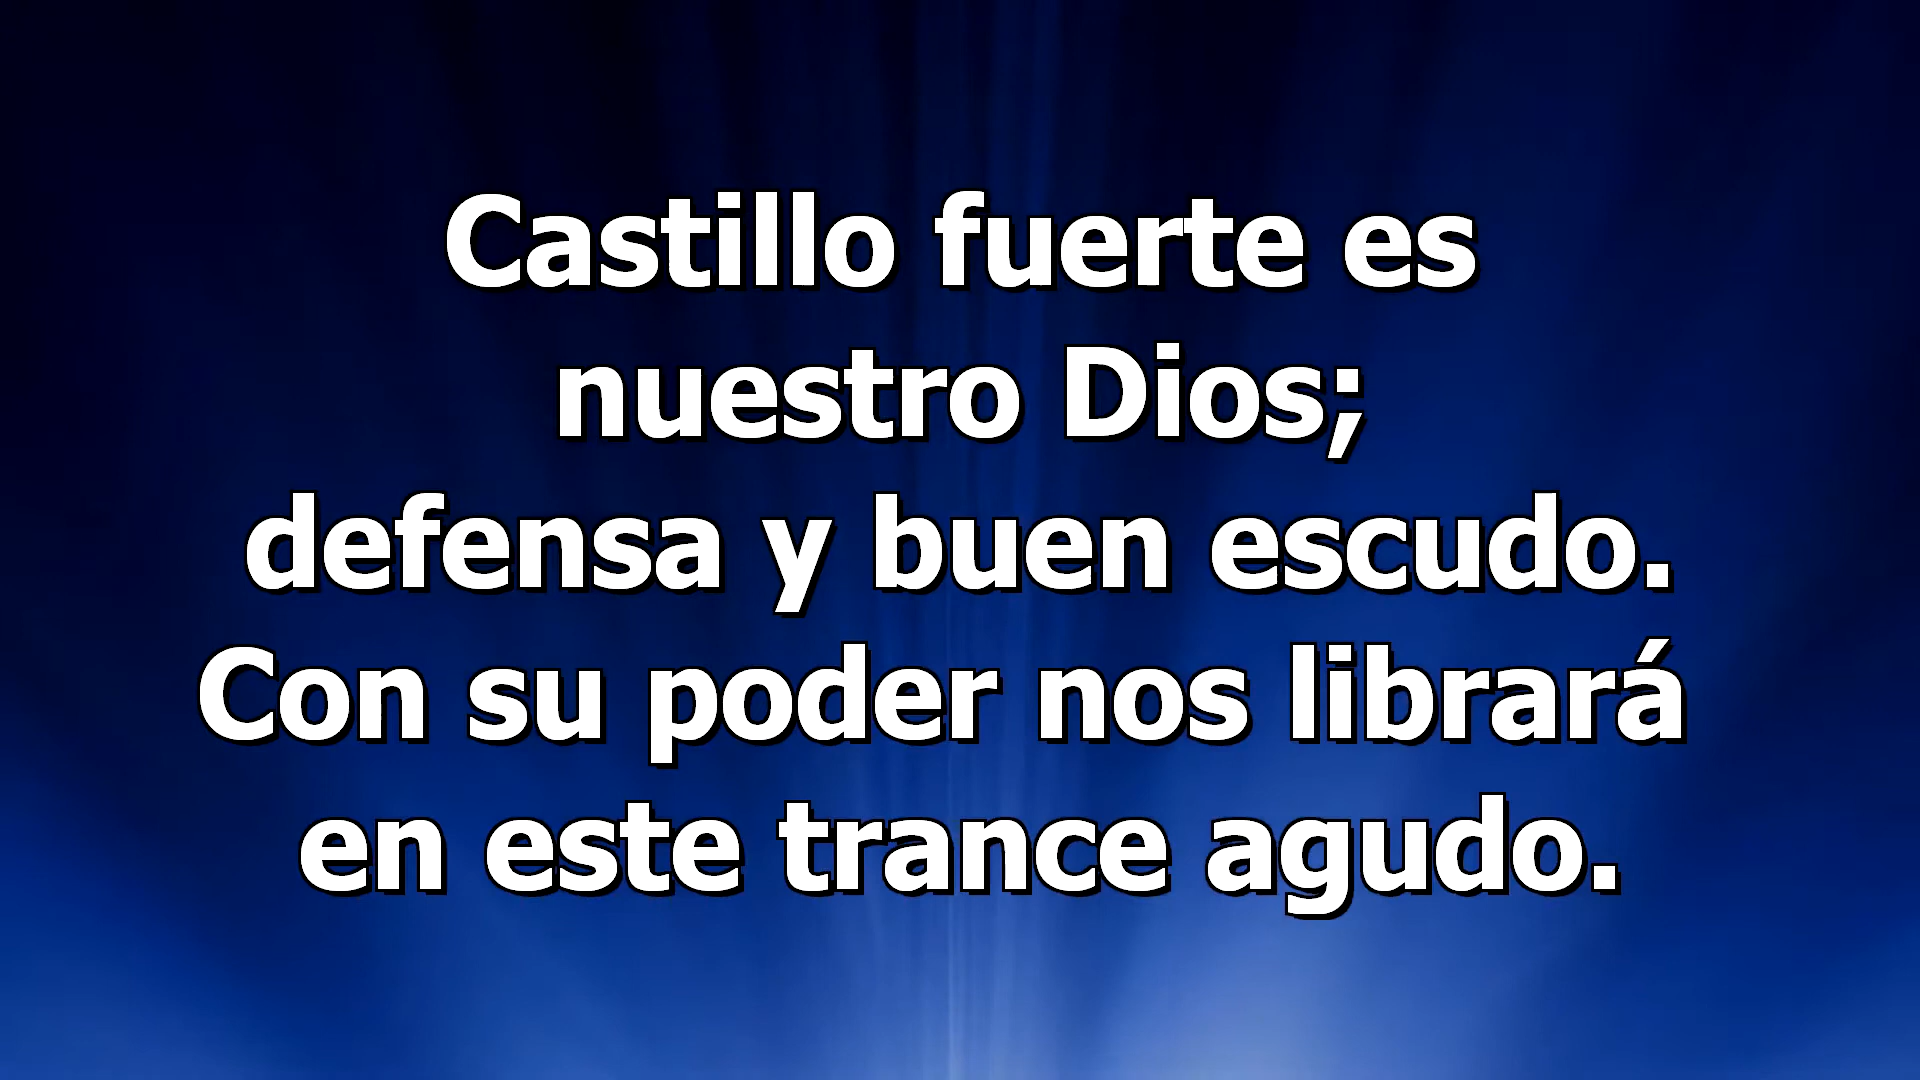 Castillo fuerte es
nuestro Dios;
defensa y buen escudo.
Con su poder nos librará
en este trance agudo.